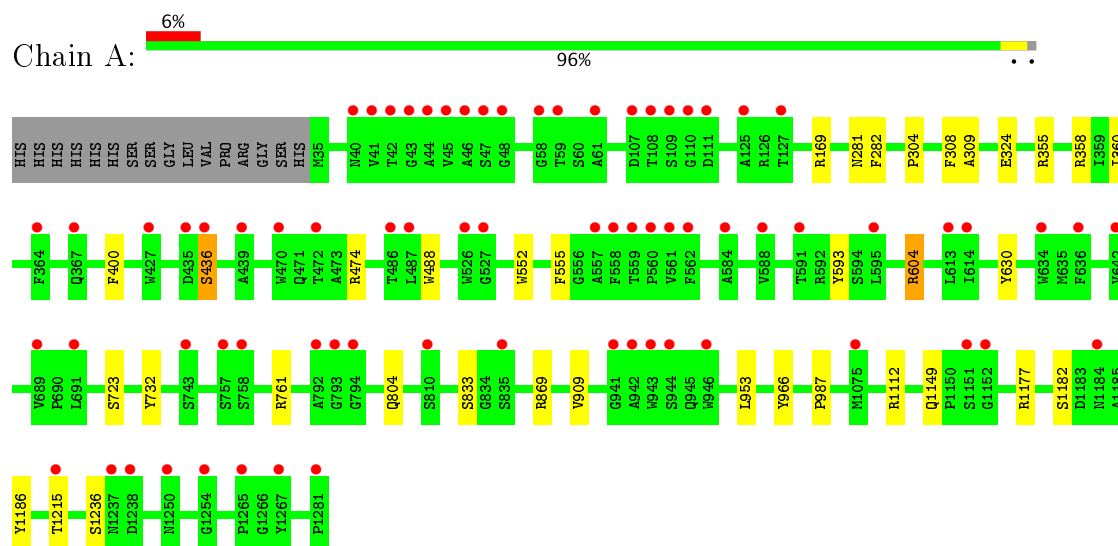 6%
Chain A:
96%
• •
HIS HIS HIS HIS HIS HIS SER SER GLY LEU VAL PRO ARG GLY SER HIS M35 N40 V41 T42 G43 A44 V45 A46 S47 G48 G58 T59 S60 A61 D107 T108 S109 G110 D111 A125 R126 T127 R169 N281 F282 P304 F308 A309 E324 R355 R358 I359 I360
F364 Q367 F400 W427 D435 S436 A439 W470 Q471 T472 A473 R474 T486 L487 W488 W526 G527 W552 F555 G556 A557 F558 T559 P560 V561 F562 A584 V588 T591 R592 Y593 S594 L595 R604 L613 I614 Y630 W634 M635 F636 V642
V689 P690 L691 S723 Y732 S743 S757 S758 R761 A792 G793 G794 Q804 S810 S833 G834 S835 R869 V909 G941 A942 W943 S944 Q945 W946 L953 Y966 P987 M1075 R1112 Q1149 P1150 S1151 G1152 R1177 S1182 D1183 N1184 A1185
Y1186 T1215 S1236 N1237 D1238 N1250 G1254 P1265 G1266 Y1267 P1281